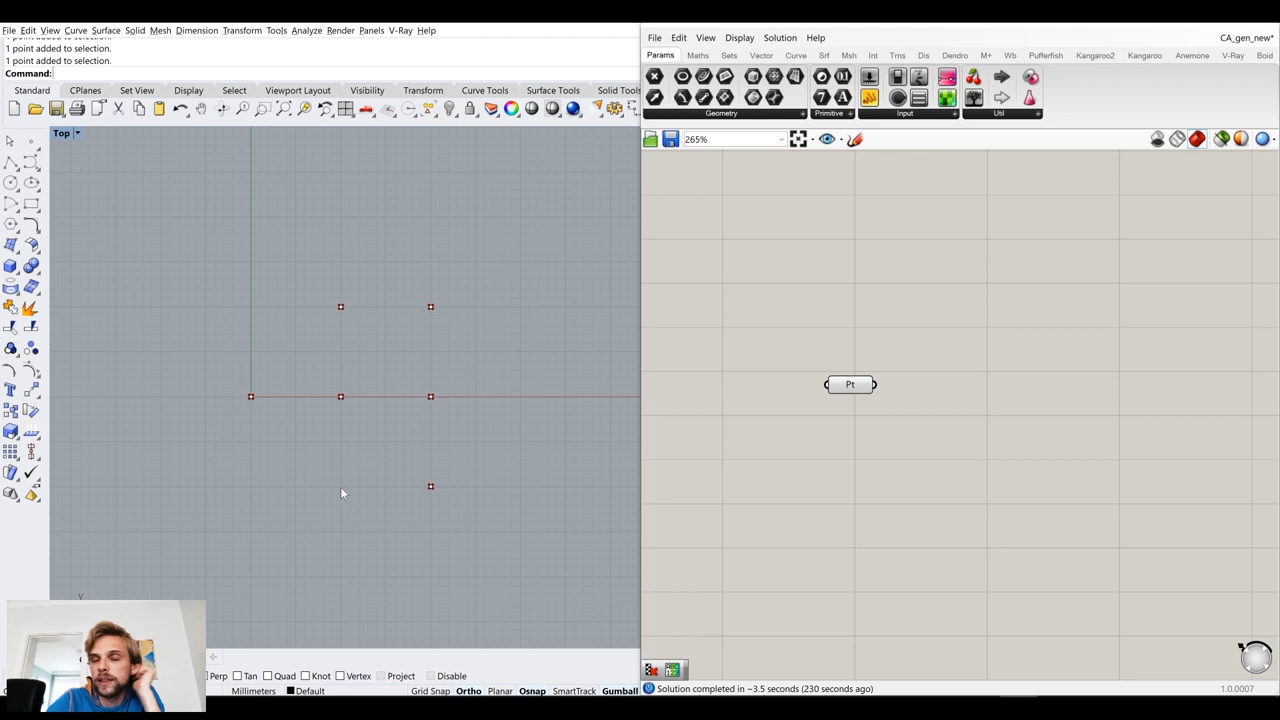 File Edit View Curve Surface Solid Mesh Dimension Transform Tools Analyze Render Panels V-Ray Help
1 point added to selection.
1 point added to selection.
Command:
Standard CPlanes Set View Display Select Viewport Layout Visibility Transform Curve Tools Surface Tools Solid Tools
Top
y
Perp Tan Quad Knot Vertex Project Disable
Millimeters Default Grid Snap Ortho Planar Osnap SmartTrack Gumball
File Edit View Display Solution Help CA_gen_new*
Params Maths Sets Vector Curve Srf Msh Int Trns Dis Dendro M+ Wb Pufferfish Kangaroo2 Kangaroo Anemone V-Ray Boid
Geometry Primitive Input Util
265%
Pt
Solution completed in ~3.5 seconds (230 seconds ago) 1.0.0007